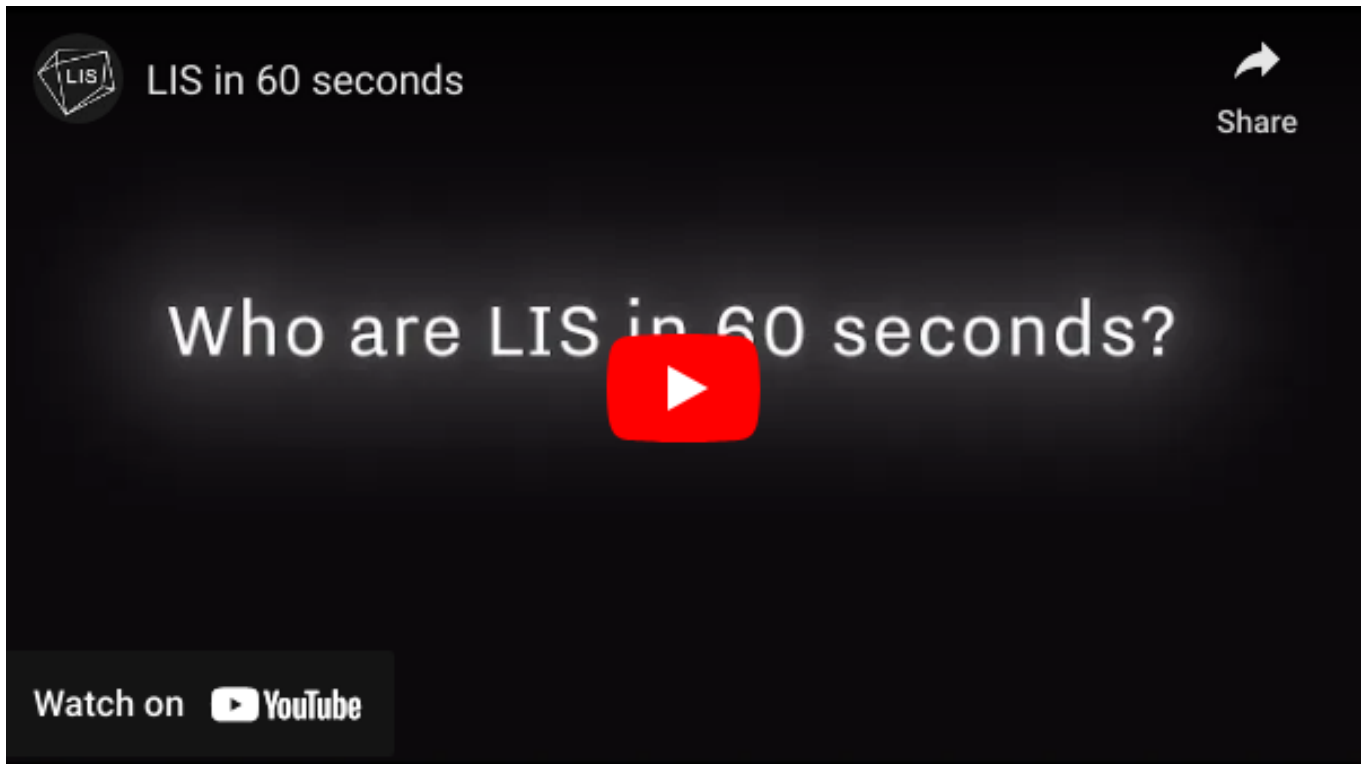 LIS
LIS in 60 seconds
Share
Who are LIS in 60 seconds?
Watch on YouTube